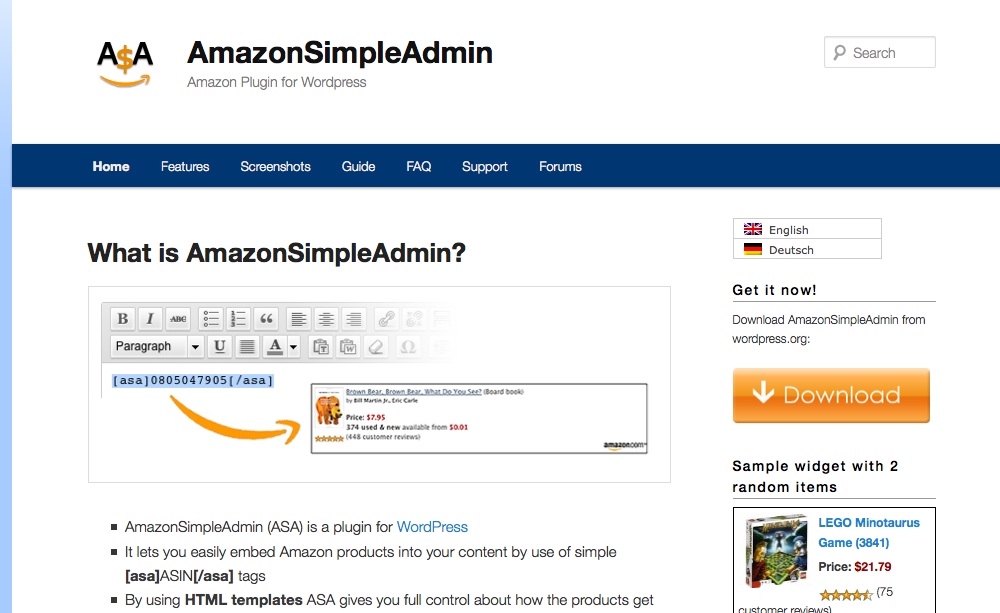 A$A
AmazonSimpleAdmin
Amazon Plugin for Wordpress
Search
Home Features Screenshots Guide FAQ Support Forums
What is AmazonSimpleAdmin?
B I ABC
Paragraph U A
[asa]0805047905[/asa]
Brown Bear, Brown Bear, What Do You See? (Board book)
by Bill Martin Jr., Eric Carle
Price: $7.95
374 used & new available from $0.01
(448 customer reviews)
amazon.com
AmazonSimpleAdmin (ASA) is a plugin for WordPress
It lets you easily embed Amazon products into your content by use of simple
[asa]ASIN[/asa] tags
By using HTML templates ASA gives you full control about how the products get
English
Deutsch
Get it now!
Download AmazonSimpleAdmin from
wordpress.org:
Download
Sample widget with 2
random items
LEGO Minotaurus
Game (3841)
Price: $21.79
(75
customer reviews)